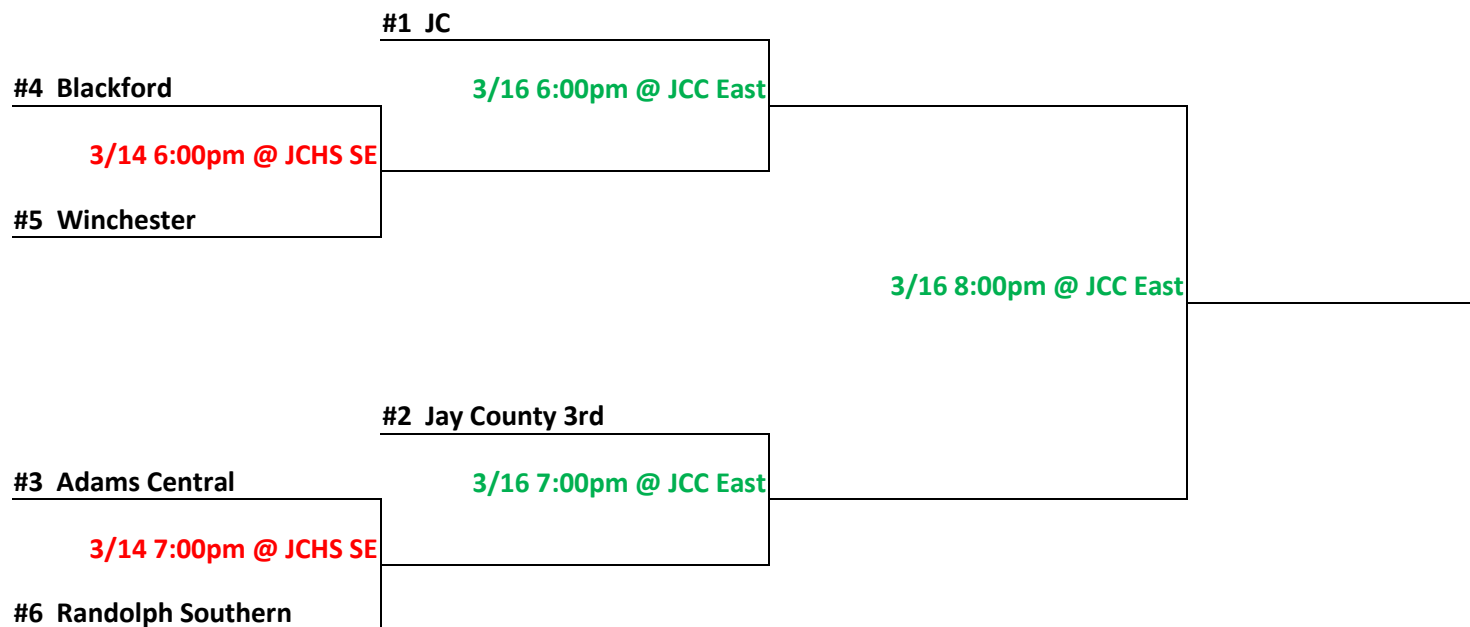 #1 JC
#4 Blackford
3/16 6:00pm @ JCC East
3/14 6:00pm @ JCHS SE
#5 Winchester
3/16 8:00pm @ JCC East
#2 Jay County 3rd
#3 Adams Central
3/16 7:00pm @ JCC East
3/14 7:00pm @ JCHS SE
#6 Randolph Southern